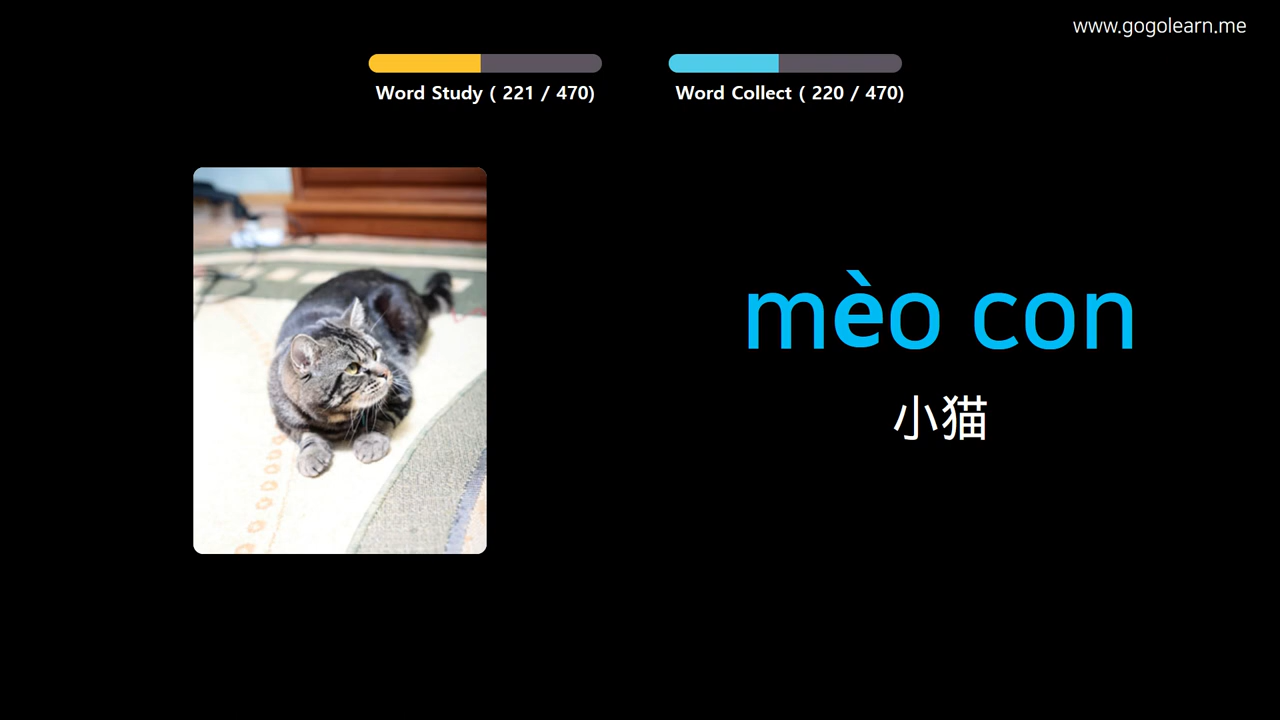 www.gogolearn.me
Word Study ( 221 / 470)
Word Collect ( 220 / 470)
mèo con
小猫